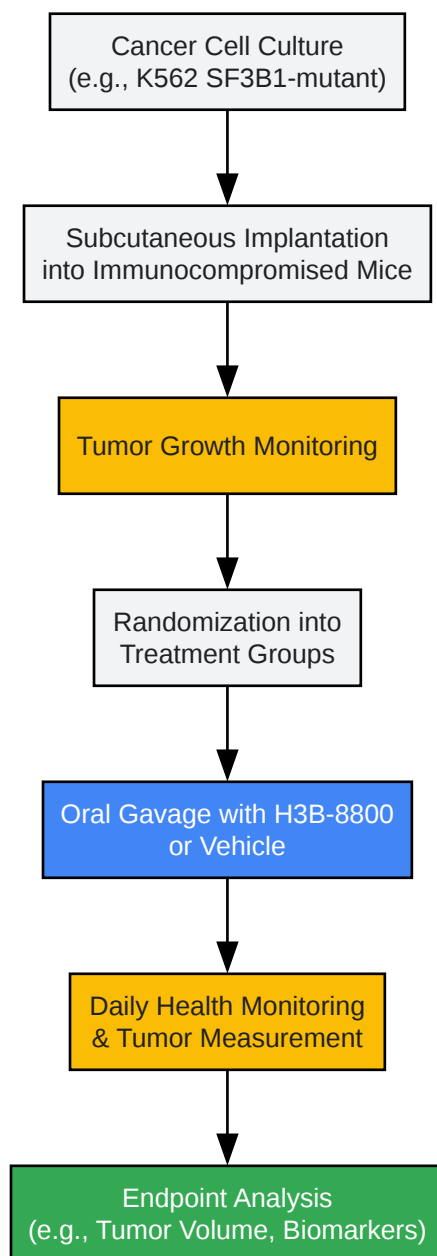 Cancer Cell Culture
(e.g., K562 SF3B1-mutant)
Subcutaneous Implantation
into Immunocompromised Mice
Tumor Growth Monitoring
Randomization into
Treatment Groups
Oral Gavage with H3B-8800
or Vehicle
Daily Health Monitoring
& Tumor Measurement
Endpoint Analysis
(e.g., Tumor Volume, Biomarkers)